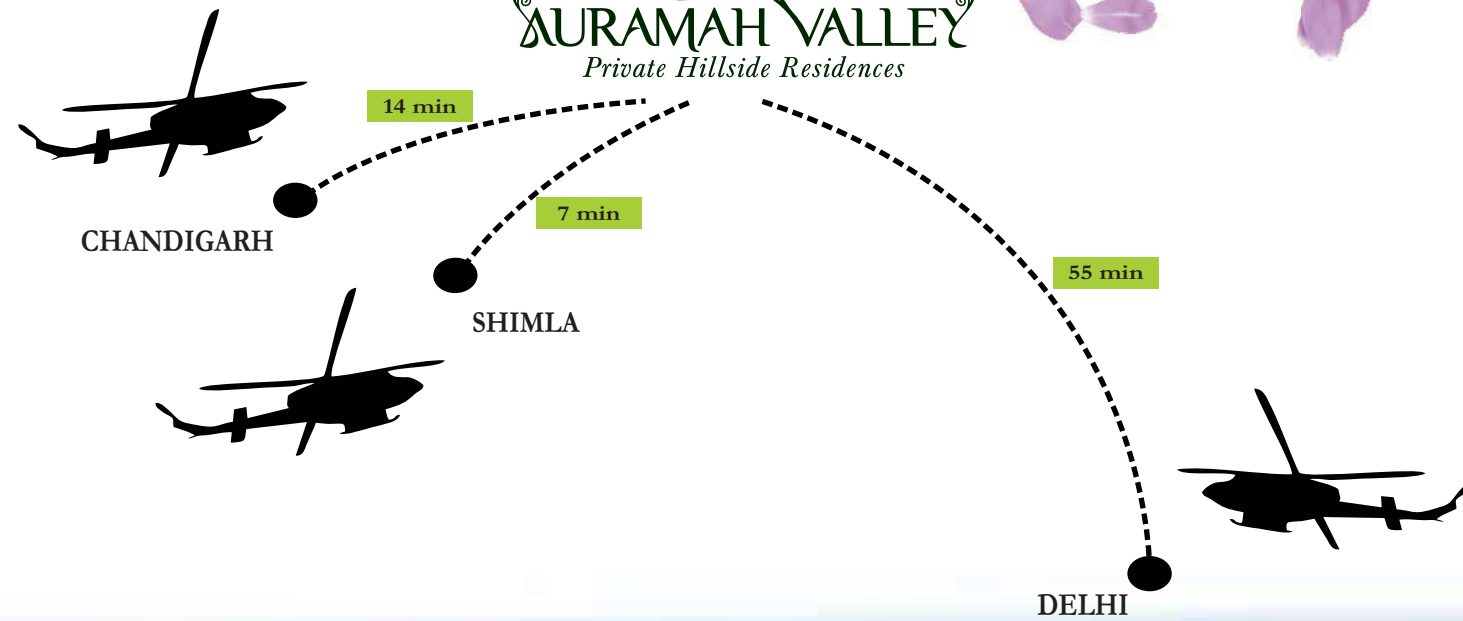 AURAMAH VALLEY
Private Hillside Residences
14 min
7 min
CHANDIGARH
55 min
SHIMLA
DELHI